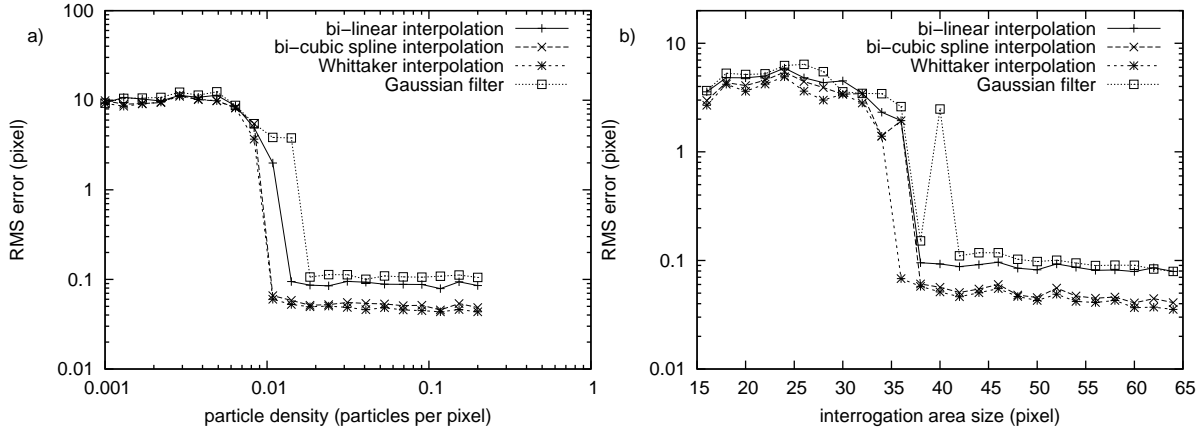 a)
bi−linear interpolation
bi−cubic spline interpolation
Whittaker interpolation
Gaussian filter
100
10
1
0.1
0.01
RMS error (pixel)
0.001 0.01 0.1 1
particle density (particles per pixel)
b)
bi−linear interpolation
bi−cubic spline interpolation
Whittaker interpolation
Gaussian filter
10
1
0.1
0.01
RMS error (pixel)
15 20 25 30 35 40 45 50 55 60 65
interrogation area size (pixel)